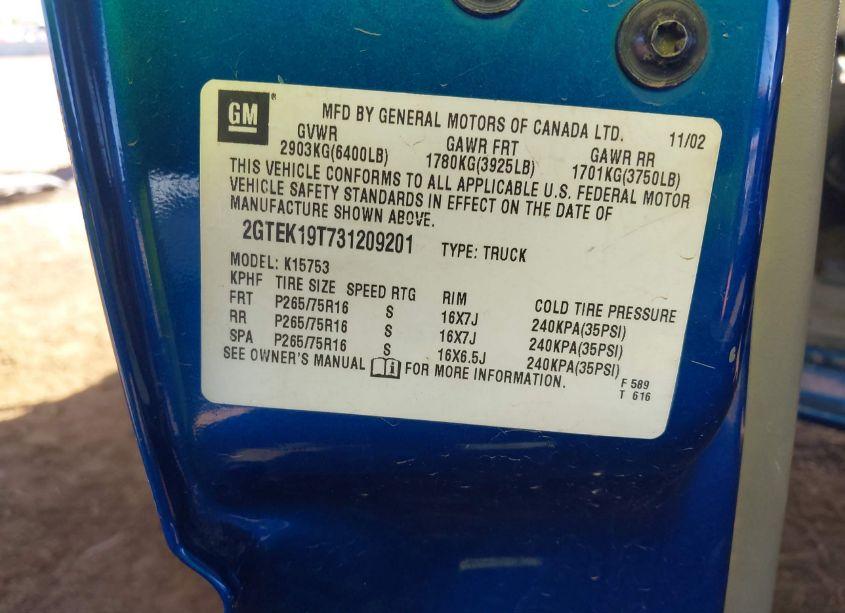 GM ®
MFD BY GENERAL MOTORS OF CANADA LTD. 11/02
GVWR GAWR FRT GAWR RR
2903KG(6400LB) 1780KG(3925LB) 1701KG(3750LB)
THIS VEHICLE CONFORMS TO ALL APPLICABLE U.S. FEDERAL MOTOR
VEHICLE SAFETY STANDARDS IN EFFECT ON THE DATE OF
MANUFACTURE SHOWN ABOVE.
2GTEK19T731209201 TYPE: TRUCK
MODEL: K15753
KPHF TIRE SIZE SPEED RTG RIM COLD TIRE PRESSURE
FRT P265/75R16 S 16X7J 240KPA(35PSI)
RR P265/75R16 S 16X7J 240KPA(35PSI)
SPA P265/75R16 S 16X6.5J 240KPA(35PSI)
SEE OWNER'S MANUAL i FOR MORE INFORMATION.
F 589
T 616